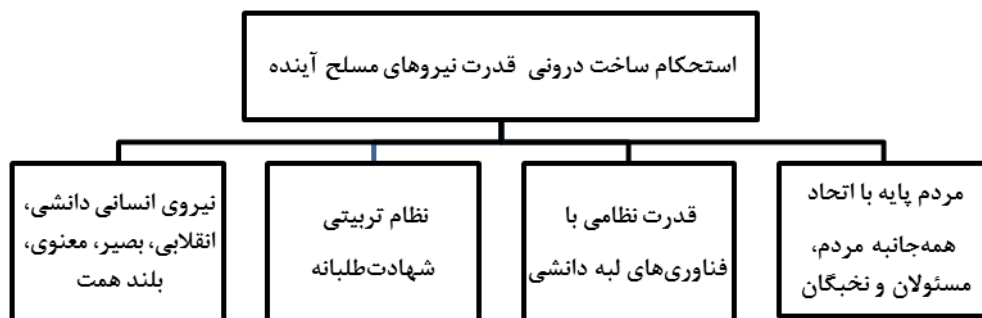 استحکام ساخت درونی قدرت نیروهای مسلح آینده
مردم پایه با اتحاد
همه‌جانبه مردم،
مسئولان و نخبگان
قدرت نظامی با
فناوری‌های لبه دانشی
نظام تربیتی
شهادت‌طلبانه
نیروی انسانی دانشی،
انقلابی، بصیر، معنوی،
بلند همت